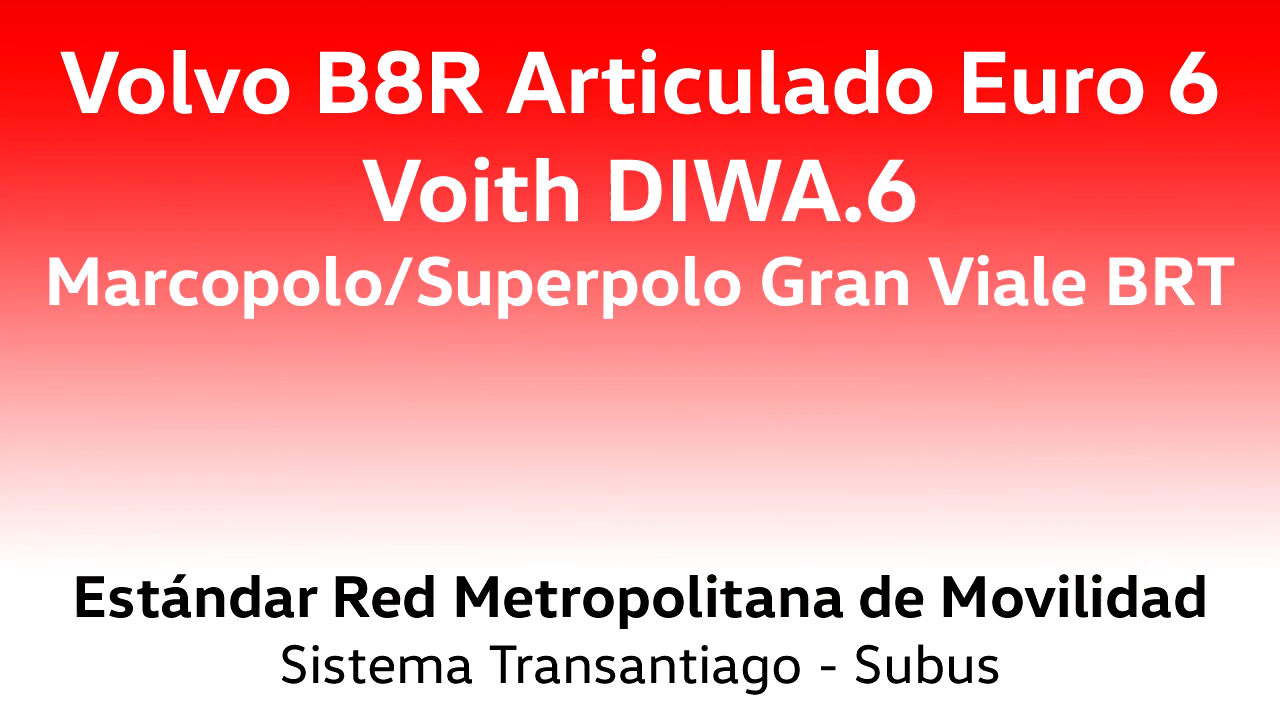 Volvo B8R Articulado Euro 6
Voith DIWA.6
Marcopolo/Superpolo Gran Viale BRT
Estándar Red Metropolitana de Movilidad
Sistema Transantiago - Subus